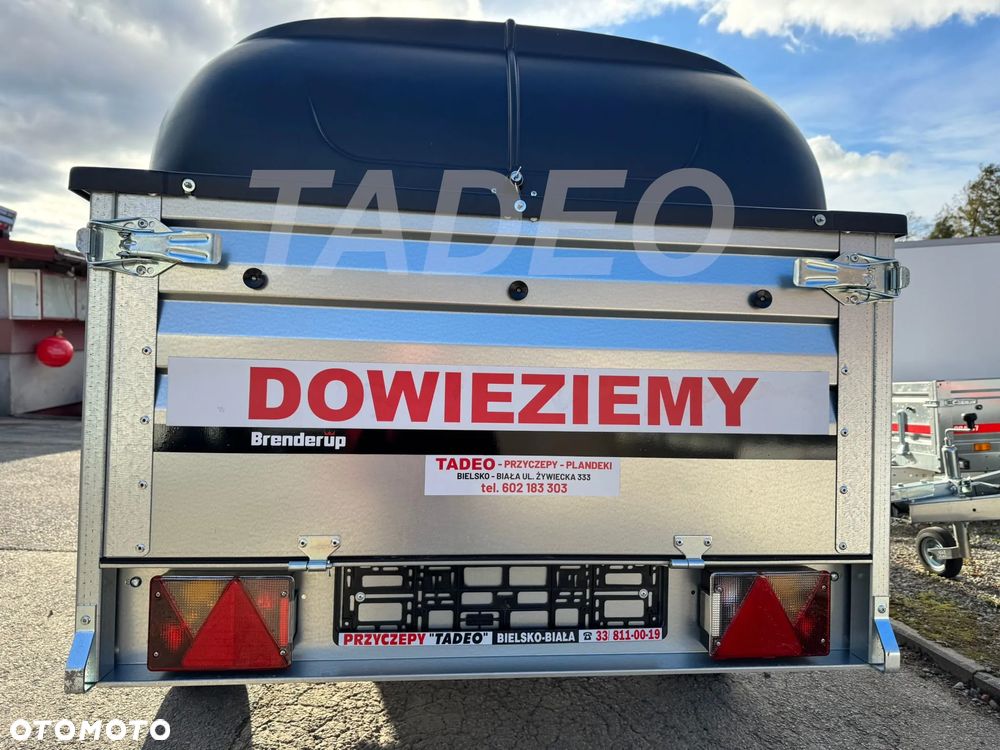 TADEO
DOWIEZIEMY
Brenderup
TADEO - PRZYCZEPY - PLANDEKI
BIELSKO - BIAŁA UL. ŻYWIECKA 333
tel. 602 183 303
PRZYCZEPY "TADEO" BIELSKO-BIAŁA ☎ 33 811-00-19
OTOMOTO